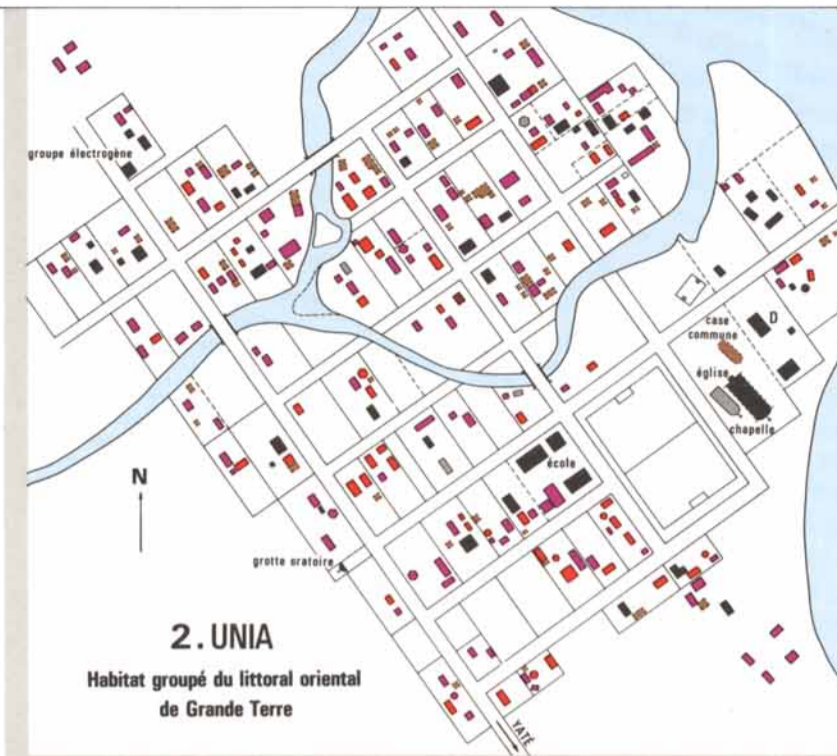 groupe électrogène
D
case
commune
église
chapelle
école
N
grotte oratoire
2. UNIA
Habitat groupé du littoral oriental
de Grande Terre
YATÉ